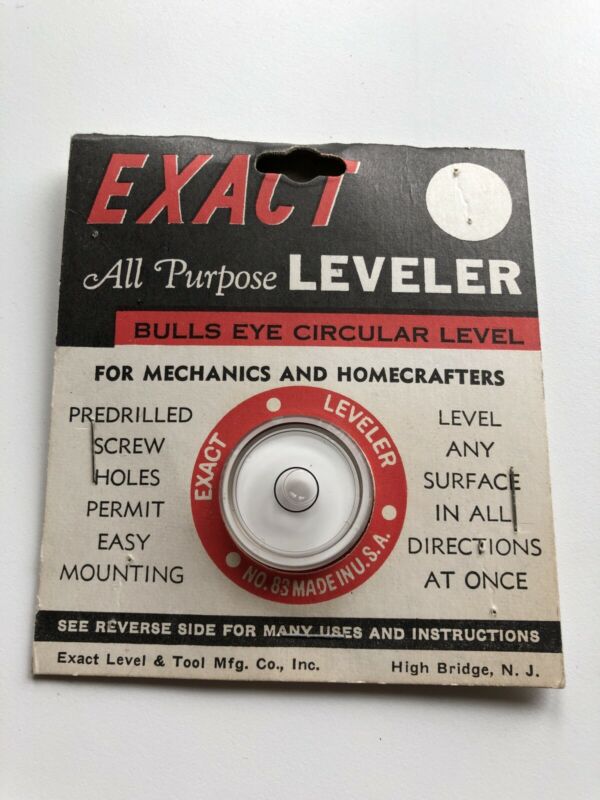 EXACT
All Purpose LEVELER
BULLS EYE CIRCULAR LEVEL
FOR MECHANICS AND HOMECRAFTERS
PREDRILLED
SCREW
HOLES
PERMIT
EASY
MOUNTING
EXACT LEVELER
NO. 83 MADE IN U.S.A.
LEVEL
ANY
SURFACE
IN ALL
DIRECTIONS
AT ONCE
SEE REVERSE SIDE FOR MANY USES AND INSTRUCTIONS
Exact Level & Tool Mfg. Co., Inc. High Bridge, N. J.